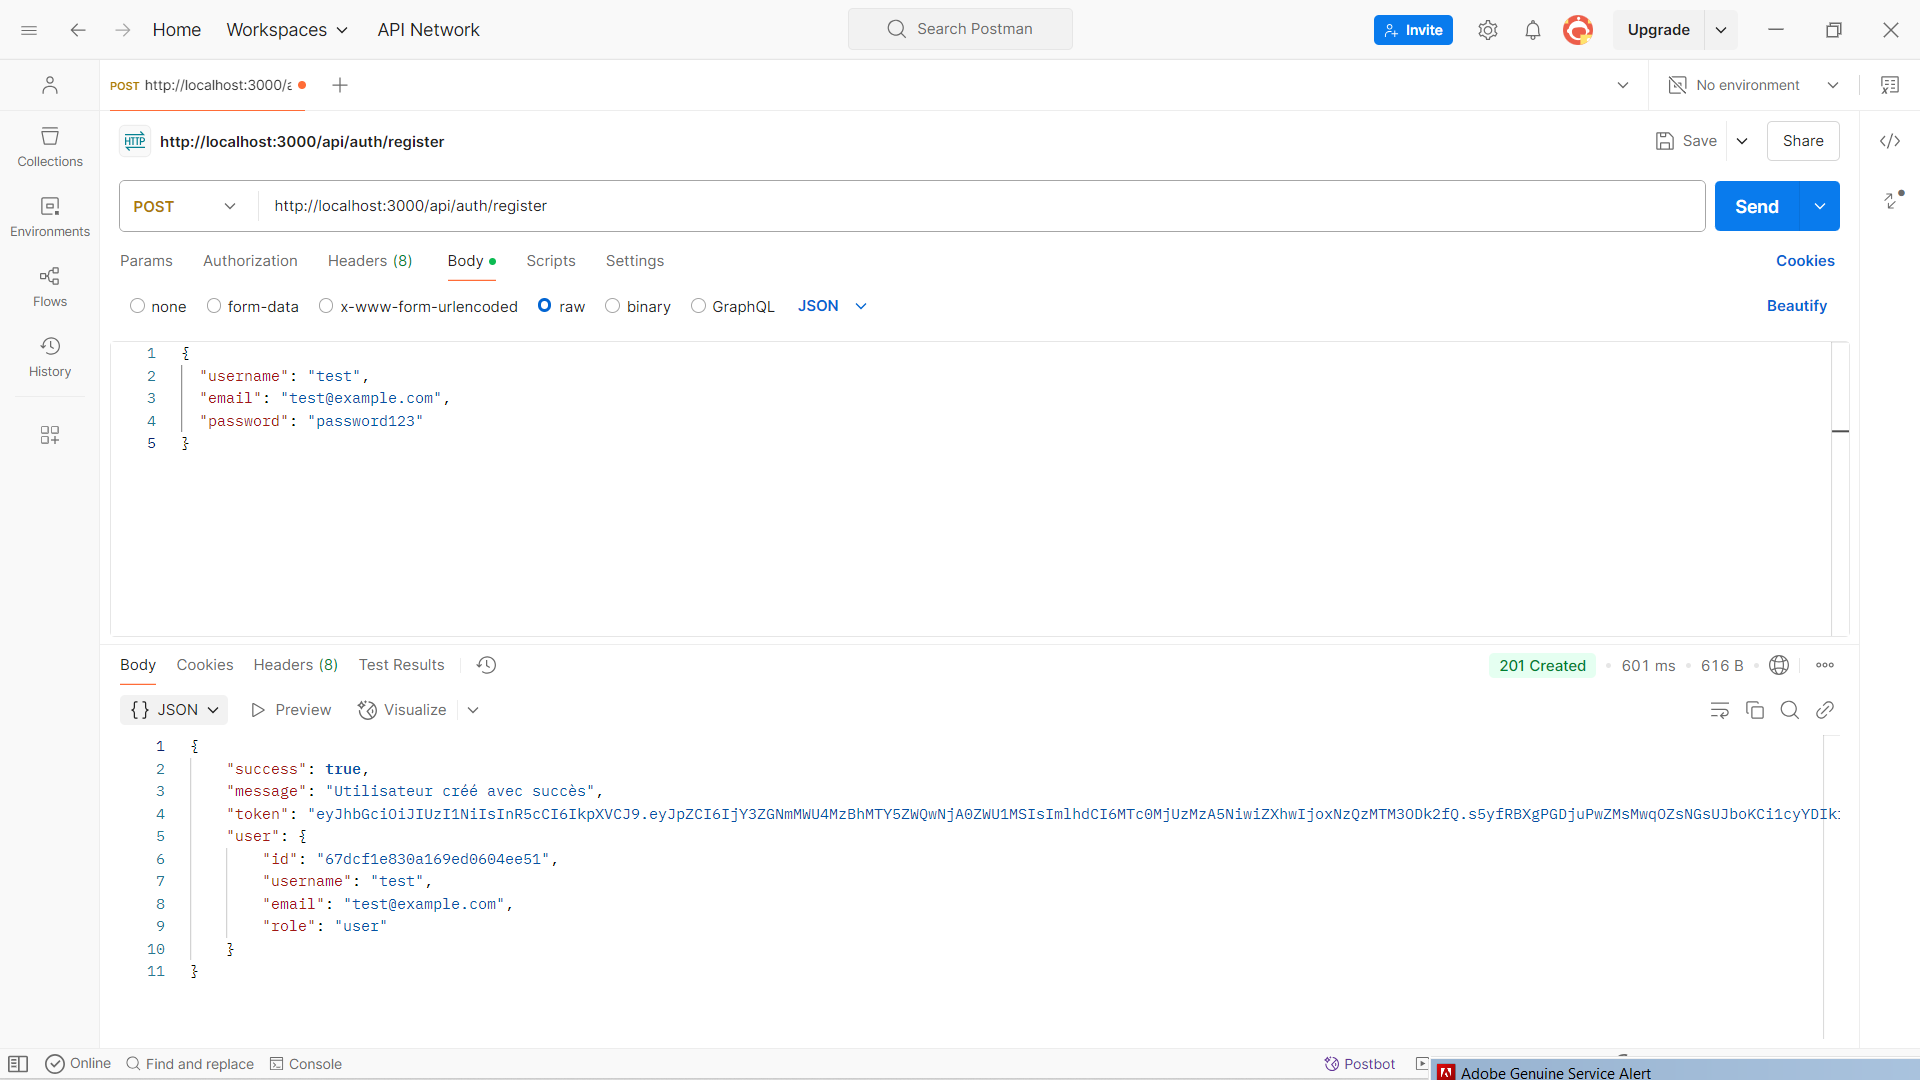 Home Workspaces API Network Search Postman Invite Upgrade
POST http://localhost:3000/a No environment
HTTP http://localhost:3000/api/auth/register Save Share
Collections
POST http://localhost:3000/api/auth/register Send
Environments
Params Authorization Headers (8) Body Scripts Settings Cookies
Flows
none form-data x-www-form-urlencoded raw binary GraphQL JSON Beautify
History
1 {
2 "username": "test",
3 "email": "test@example.com",
4 "password": "password123"
5 }
Body Cookies Headers (8) Test Results 201 Created 601 ms 616 B
{} JSON Preview Visualize
1 {
2 "success": true,
3 "message": "Utilisateur créé avec succès",
4 "token": "eyJhbGciOiJIUzI1NiIsInR5cCI6IkpXVCJ9.eyJpZCI6IjY3ZGNmMWU4MzBhMTY5ZWQwNjA0ZWU1MSIsImlhdCI6MTc0MjUzMzA5NiwiZXhwIjoxNzQzMTM3ODk2fQ.s5yfRBXgPGDjuPwZMsMwqOZsNGsUJboKCi1cyYDIk
5 "user": {
6 "id": "67dcf1e830a169ed0604ee51",
7 "username": "test",
8 "email": "test@example.com",
9 "role": "user"
10 }
11 }
Online Find and replace Console Postbot
Adobe Genuine Service Alert